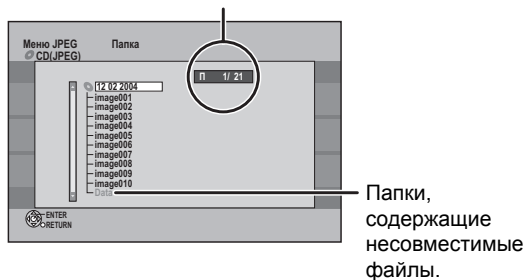 Меню JPEG Папка
CD(JPEG)
П 1/ 21
12 02 2004
image001
image002
image003
image004
image005
image006
image007
image008
image009
image010
Data
ENTER
RETURN
Папки,
содержащие
несовместимые
файлы.